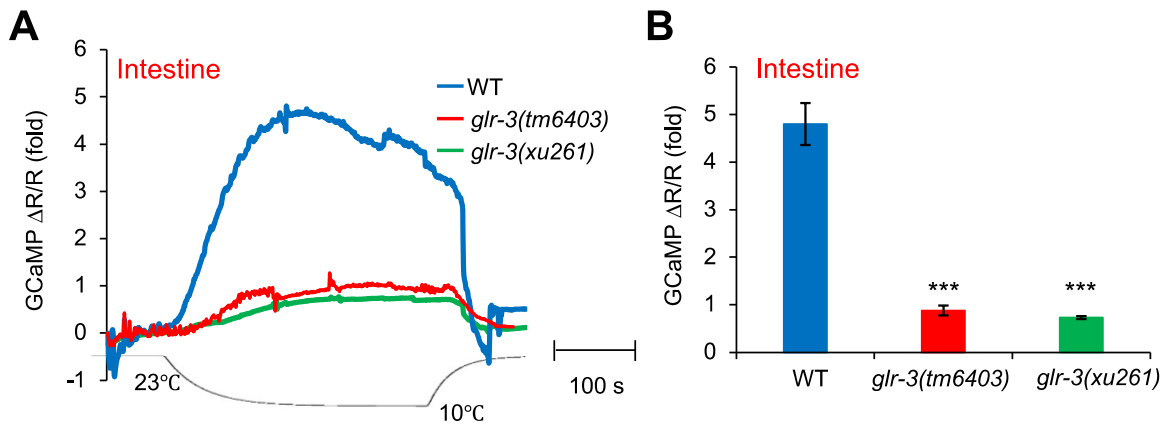 A
GCaMP ΔR/R (fold)
6
5
4
3
2
1
0
-1
Intestine
WT
glr-3(tm6403)
glr-3(xu261)
23℃
10℃
100 s
B
GCaMP ΔR/R (fold)
6
5
4
3
2
1
0
Intestine
*** ***
WT glr-3(tm6403) glr-3(xu261)